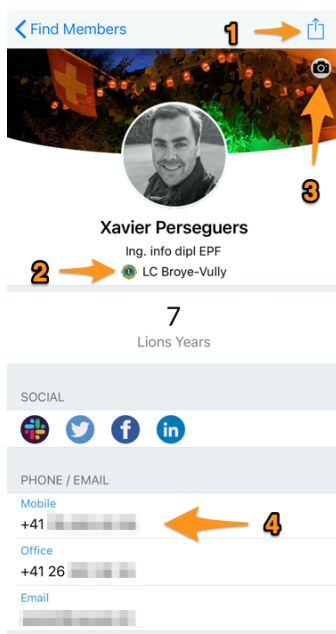 Find Members
1
3
Xavier Perseguers
Ing. info dipl EPF
2
LC Broye-Vully
7
Lions Years
SOCIAL
in
PHONE / EMAIL
Mobile
+41
4
Office
+41 26
Email